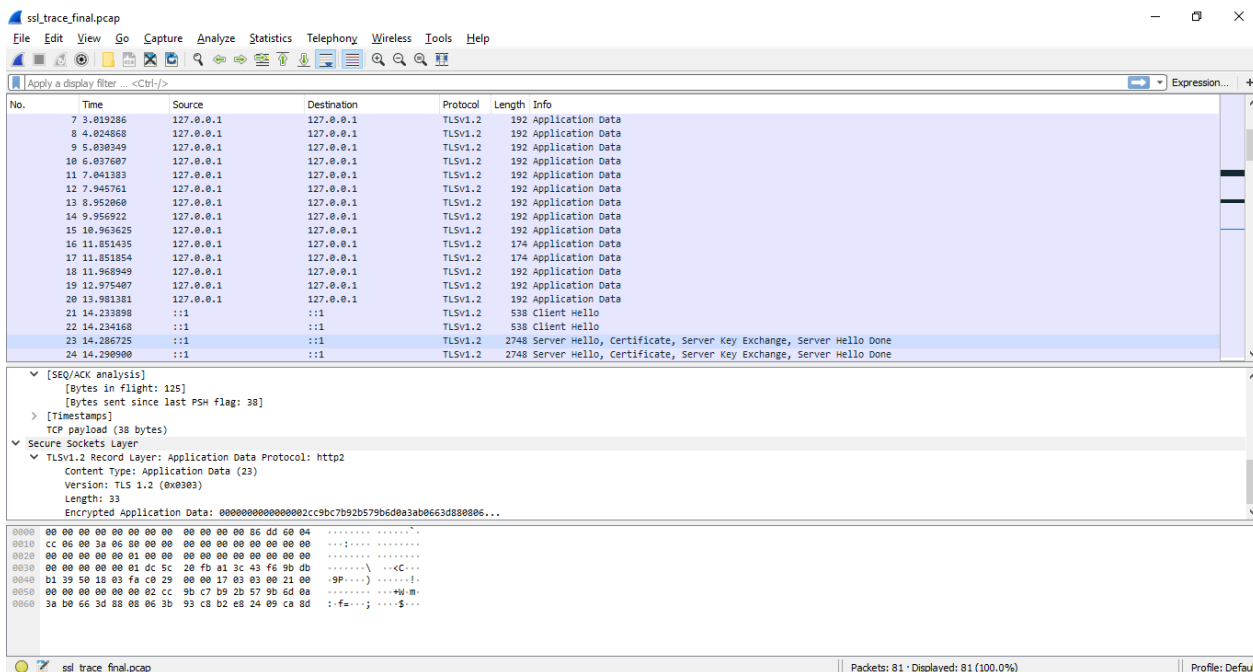 ssl_trace_final.pcap
File Edit View Go Capture Analyze Statistics Telephony Wireless Tools Help
Apply a display filter ... <Ctrl-/> Expression... +
No. Time Source Destination Protocol Length Info
7 3.019286 127.0.0.1 127.0.0.1 TLSv1.2 192 Application Data
8 4.024868 127.0.0.1 127.0.0.1 TLSv1.2 192 Application Data
9 5.030349 127.0.0.1 127.0.0.1 TLSv1.2 192 Application Data
10 6.037607 127.0.0.1 127.0.0.1 TLSv1.2 192 Application Data
11 7.041383 127.0.0.1 127.0.0.1 TLSv1.2 192 Application Data
12 7.945761 127.0.0.1 127.0.0.1 TLSv1.2 192 Application Data
13 8.952060 127.0.0.1 127.0.0.1 TLSv1.2 192 Application Data
14 9.956922 127.0.0.1 127.0.0.1 TLSv1.2 192 Application Data
15 10.963625 127.0.0.1 127.0.0.1 TLSv1.2 192 Application Data
16 11.851435 127.0.0.1 127.0.0.1 TLSv1.2 174 Application Data
17 11.851854 127.0.0.1 127.0.0.1 TLSv1.2 174 Application Data
18 11.968949 127.0.0.1 127.0.0.1 TLSv1.2 192 Application Data
19 12.975407 127.0.0.1 127.0.0.1 TLSv1.2 192 Application Data
20 13.981381 127.0.0.1 127.0.0.1 TLSv1.2 192 Application Data
21 14.233898 ::1 ::1 TLSv1.2 538 Client Hello
22 14.234168 ::1 ::1 TLSv1.2 538 Client Hello
23 14.286725 ::1 ::1 TLSv1.2 2748 Server Hello, Certificate, Server Key Exchange, Server Hello Done
24 14.290900 ::1 ::1 TLSv1.2 2748 Server Hello, Certificate, Server Key Exchange, Server Hello Done
[SEQ/ACK analysis]
[Bytes in flight: 125]
[Bytes sent since last PSH flag: 38]
[Timestamps]
TCP payload (38 bytes)
Secure Sockets Layer
TLSv1.2 Record Layer: Application Data Protocol: http2
Content Type: Application Data (23)
Version: TLS 1.2 (0x0303)
Length: 33
Encrypted Application Data: 0000000000000002cc9bc7b92b579b6d0a3ab0663d880806...
0000 00 00 00 00 00 00 00 00 00 00 00 00 86 dd 60 04 ········ ······`·
0010 cc 06 00 3a 06 80 00 00 00 00 00 00 00 00 00 00 ···:···· ········
0020 00 00 00 00 00 01 00 00 00 00 00 00 00 00 00 00 ········ ········
0030 00 00 00 00 00 01 dc 5c 20 fb a1 3c 43 f6 9b db ·······\ ··<C···
0040 b1 39 50 18 03 fa c0 29 00 00 17 03 03 00 21 00 ·9P····) ······!·
0050 00 00 00 00 00 00 02 cc 9b c7 b9 2b 57 9b 6d 0a ········ ···+W·m·
0060 3a b0 66 3d 88 08 06 3b 93 c8 b2 e8 24 09 ca 8d :·f=···; ····$···
ssl_trace_final.pcap Packets: 81 · Displayed: 81 (100.0%) Profile: Defau